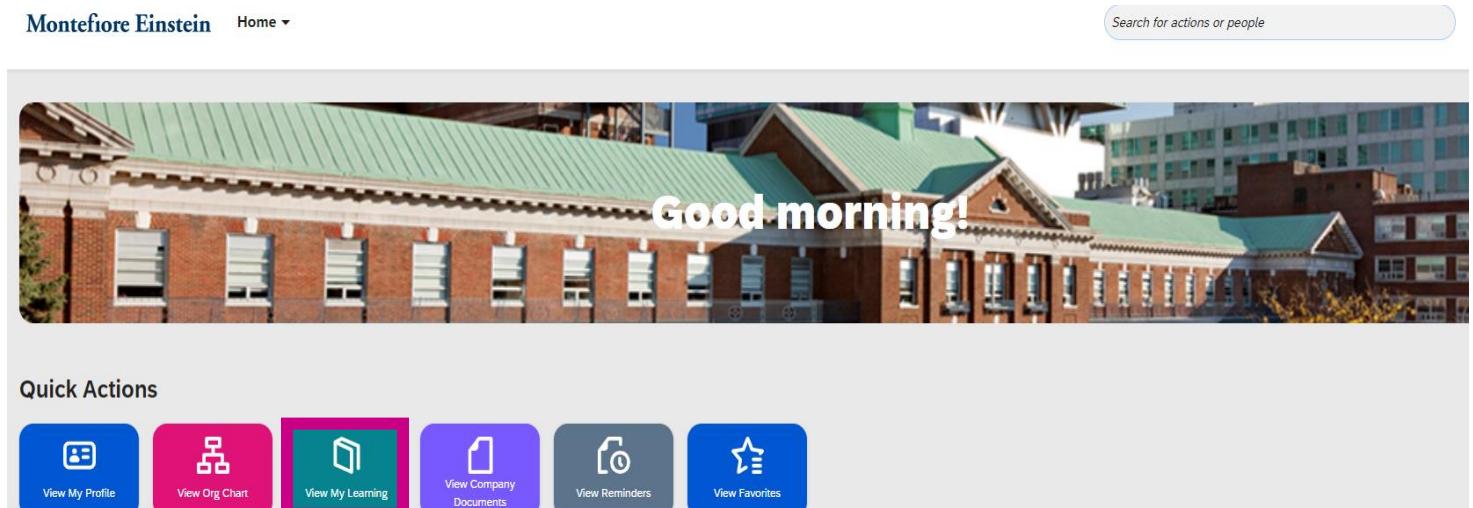 Montefiore Einstein Home
Search for actions or people
Good morning!
Quick Actions
View My Profile
View Org Chart
View My Learning
View Company
Documents
View Reminders
View Favorites